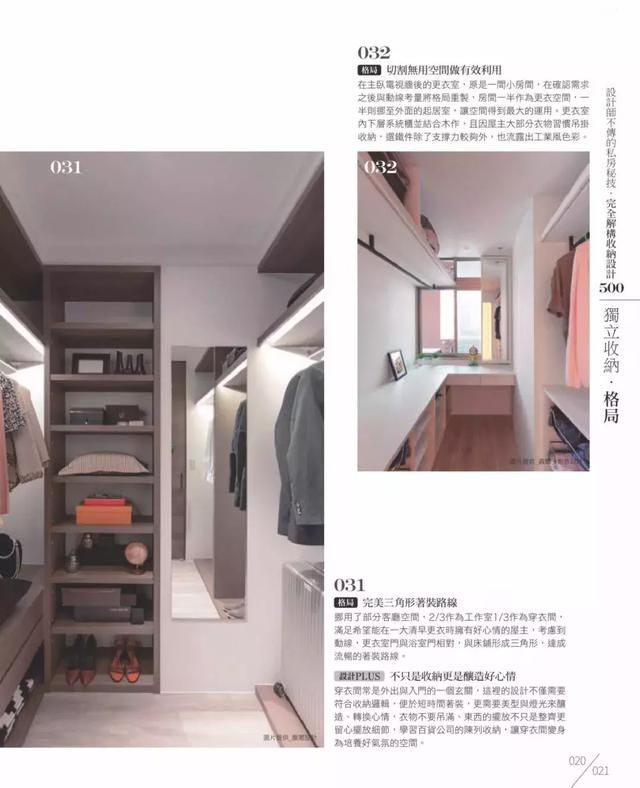 032
格局 切割無用空間做有效利用
在主臥電視牆後的更衣室，原是一間小房間，在確認需求
之後與動線考量將格局重製，房間一半作為更衣空間，一
半則挪至外面的起居室，讓空間得到最大的運用。更衣室
內下層系統櫃並結合木作，且因屋主大部分衣物習慣吊掛
收納，選鐵件除了支撐力較夠外，也流露出工業風色彩。
031
032
圖片提供_
圖片提供_
031
格局 完美三角形著裝路線
挪用了部分客廳空間，2/3作為工作室1/3作為穿衣間，
滿足希望能在一大清早更衣時擁有好心情的屋主，考慮到
動線，更衣室門與浴室門相對，與床鋪形成三角形，達成
流暢的著裝路線。
設計PLUS 不只是收納更是釀造好心情
穿衣間常是外出與入門的一個玄關，這裡的設計不僅需要
符合收納邏輯，便於短時間著裝，更需要美型與燈光來釀
造、轉換心情，衣物不要吊滿、東西的擺放不只是整齊更
留心擺放細節，學習百貨公司的陳列收納，讓穿衣間變身
為培養好氣氛的空間。
設計師不傳的私房秘技．完全解構收納設計500
獨立收納．格局
020
021